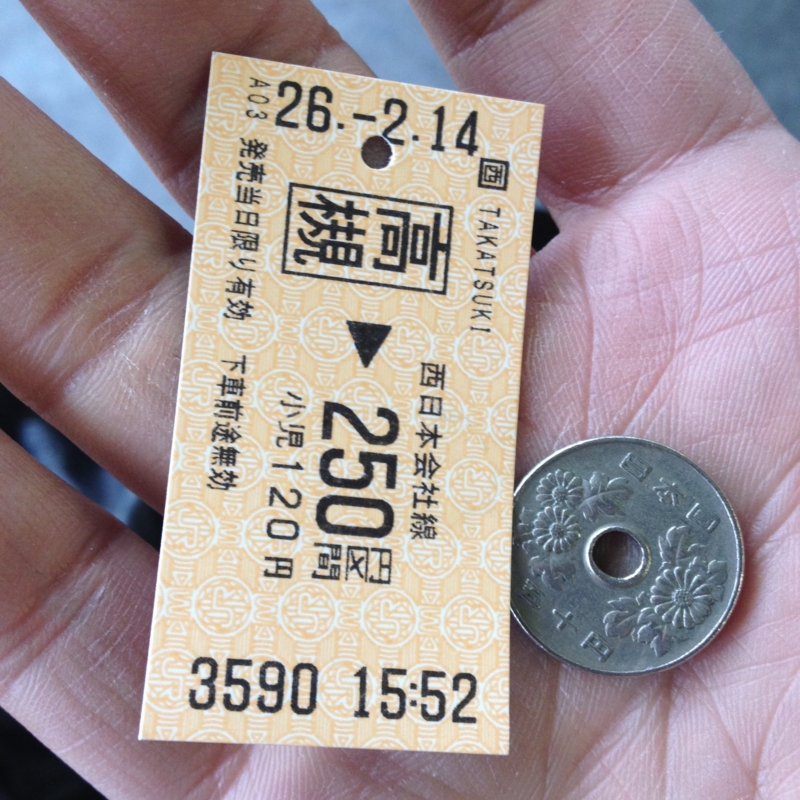 A03
26.-2.14
西 TAKATSUKI
高槻
▶
西日本会社線
250円区間
小児120円
発売当日限り有効 下車前途無効
3590 15:52
日本国
五十円